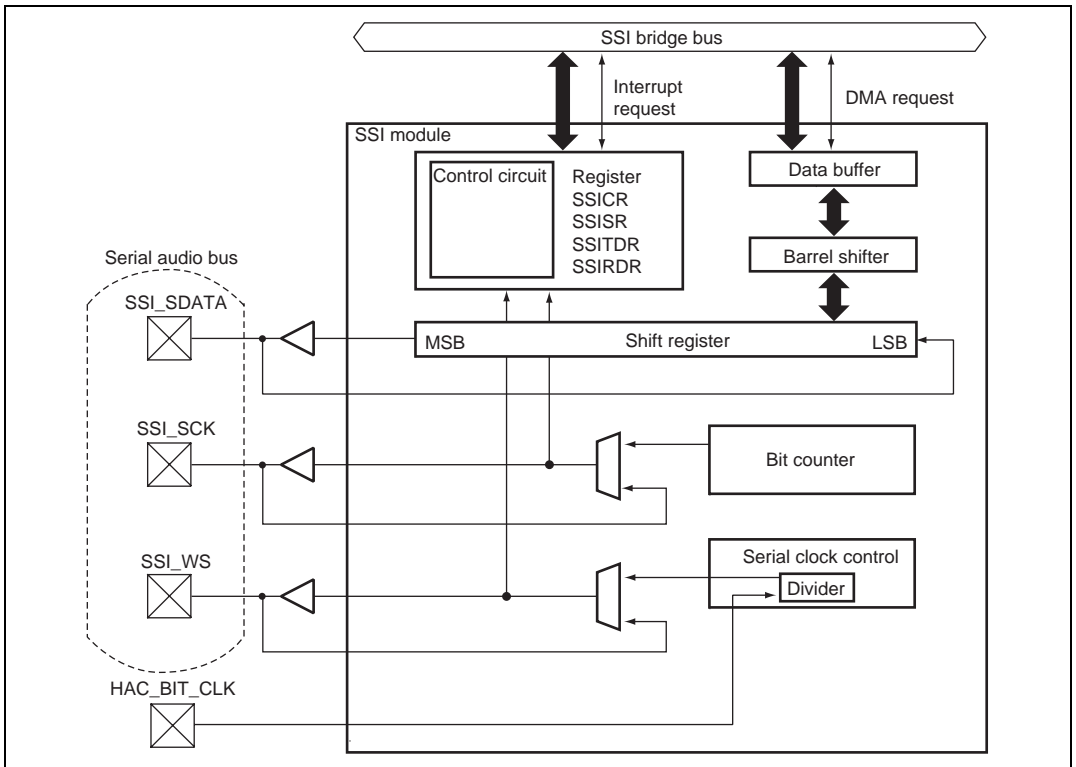 SSI bridge bus
Interrupt
request
DMA request
SSI module
Control circuit
Register
SSICR
SSISR
SSITDR
SSIRDR
Data buffer
Barrel shifter
Serial audio bus
SSI_SDATA
MSB
Shift register
LSB
SSI_SCK
Bit counter
SSI_WS
Serial clock control
Divider
HAC_BIT_CLK